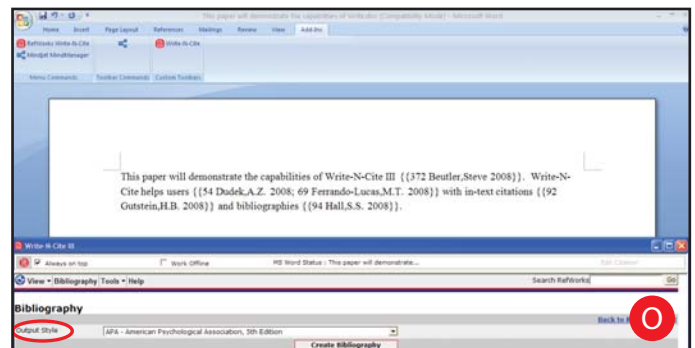 This paper will demonstrate the capabilities of Write-N-Cite.doc (Compatibility Mode) - Microsoft Word
Home Insert Page Layout References Mailings Review View Add-Ins
RefWorks Write-N-Cite Write-N-Cite
Mindjet MindManager
Menu Commands Toolbar Commands Custom Toolbars
This paper will demonstrate the capabilities of Write-N-Cite III {{372 Beutler,Steve 2008}}. Write-N-
Cite helps users {{54 Dudek,A.Z. 2008; 69 Ferrando-Lucas,M.T. 2008}} with in-text citations {{92
Gutstein,H.B. 2008}} and bibliographies {{94 Hall,S.S. 2008}}.
Write-N-Cite III
Always on top Work Offline MS Word Status : This paper will demonstrate... Edit Citation
View Bibliography Tools Help Search RefWorks Go
Bibliography
Back to
Output Style APA - American Psychological Association, 5th Edition O
Create Bibliography